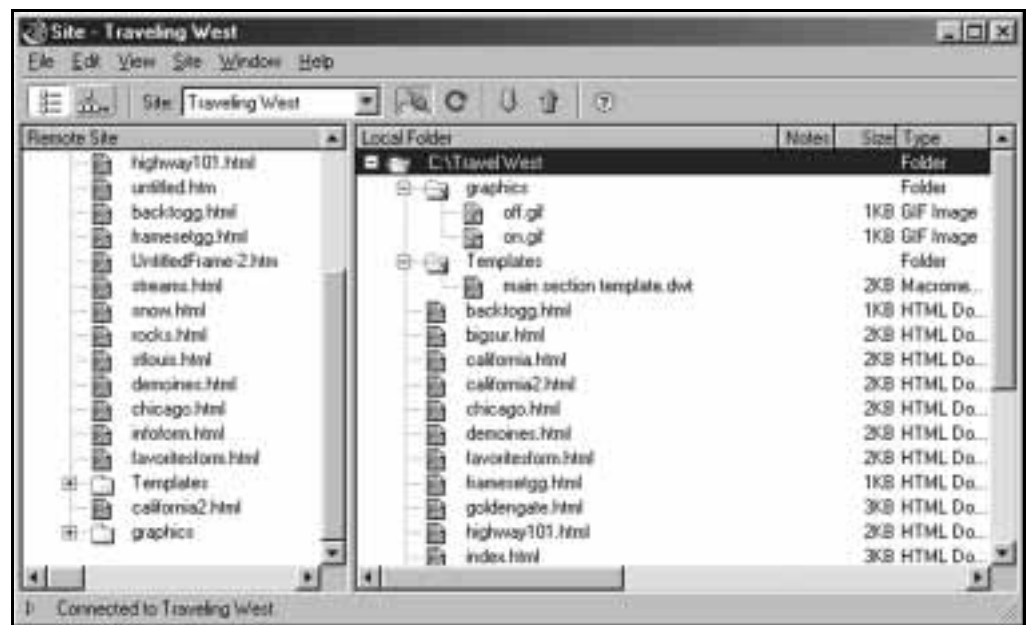 Site - Traveling West
File Edit View Site Window Help
Site: Traveling West
Remote Site
highway101.html
untitled.htm
backtogg.html
framesetgg.html
UntitledFrame-2.htm
streams.html
snow.html
rocks.html
stlouis.html
demoines.html
chicago.html
infoform.html
favoritesform.html
Templates
california2.html
graphics
Local Folder Notes Size Type
C:\Travel West Folder
graphics Folder
off.gif 1KB GIF Image
on.gif 1KB GIF Image
Templates Folder
main section template.dwt 2KB Macrome...
backtogg.html 1KB HTML Do...
bigsur.html 2KB HTML Do...
california.html 2KB HTML Do...
california2.html 2KB HTML Do...
chicago.html 2KB HTML Do...
demoines.html 2KB HTML Do...
favoritesform.html 2KB HTML Do...
framesetgg.html 1KB HTML Do...
goldengate.html 3KB HTML Do...
highway101.html 2KB HTML Do...
index.html 3KB HTML Do...
Connected to Traveling West